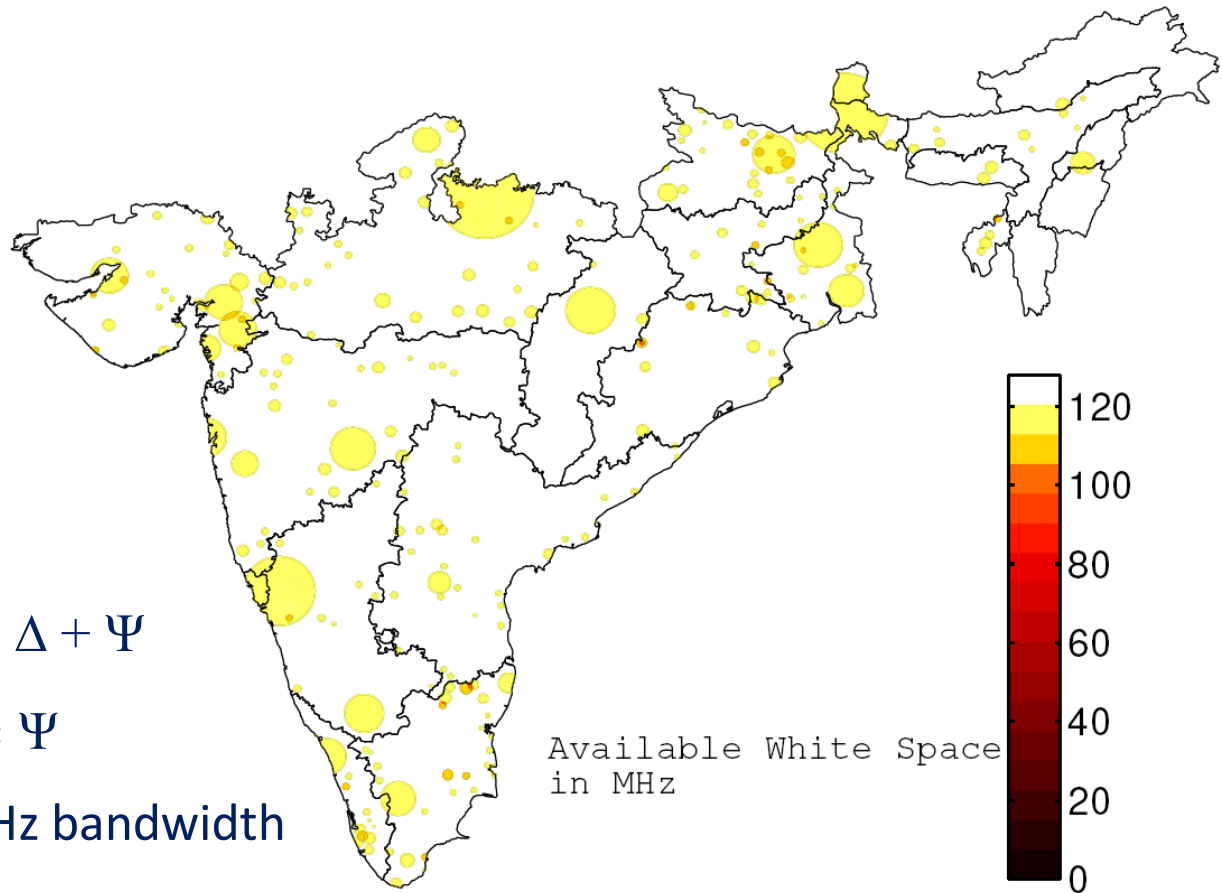 120
100
80
60
40
20
0
Δ + Ψ
Ψ
Available White Space
in MHz
Hz bandwidth